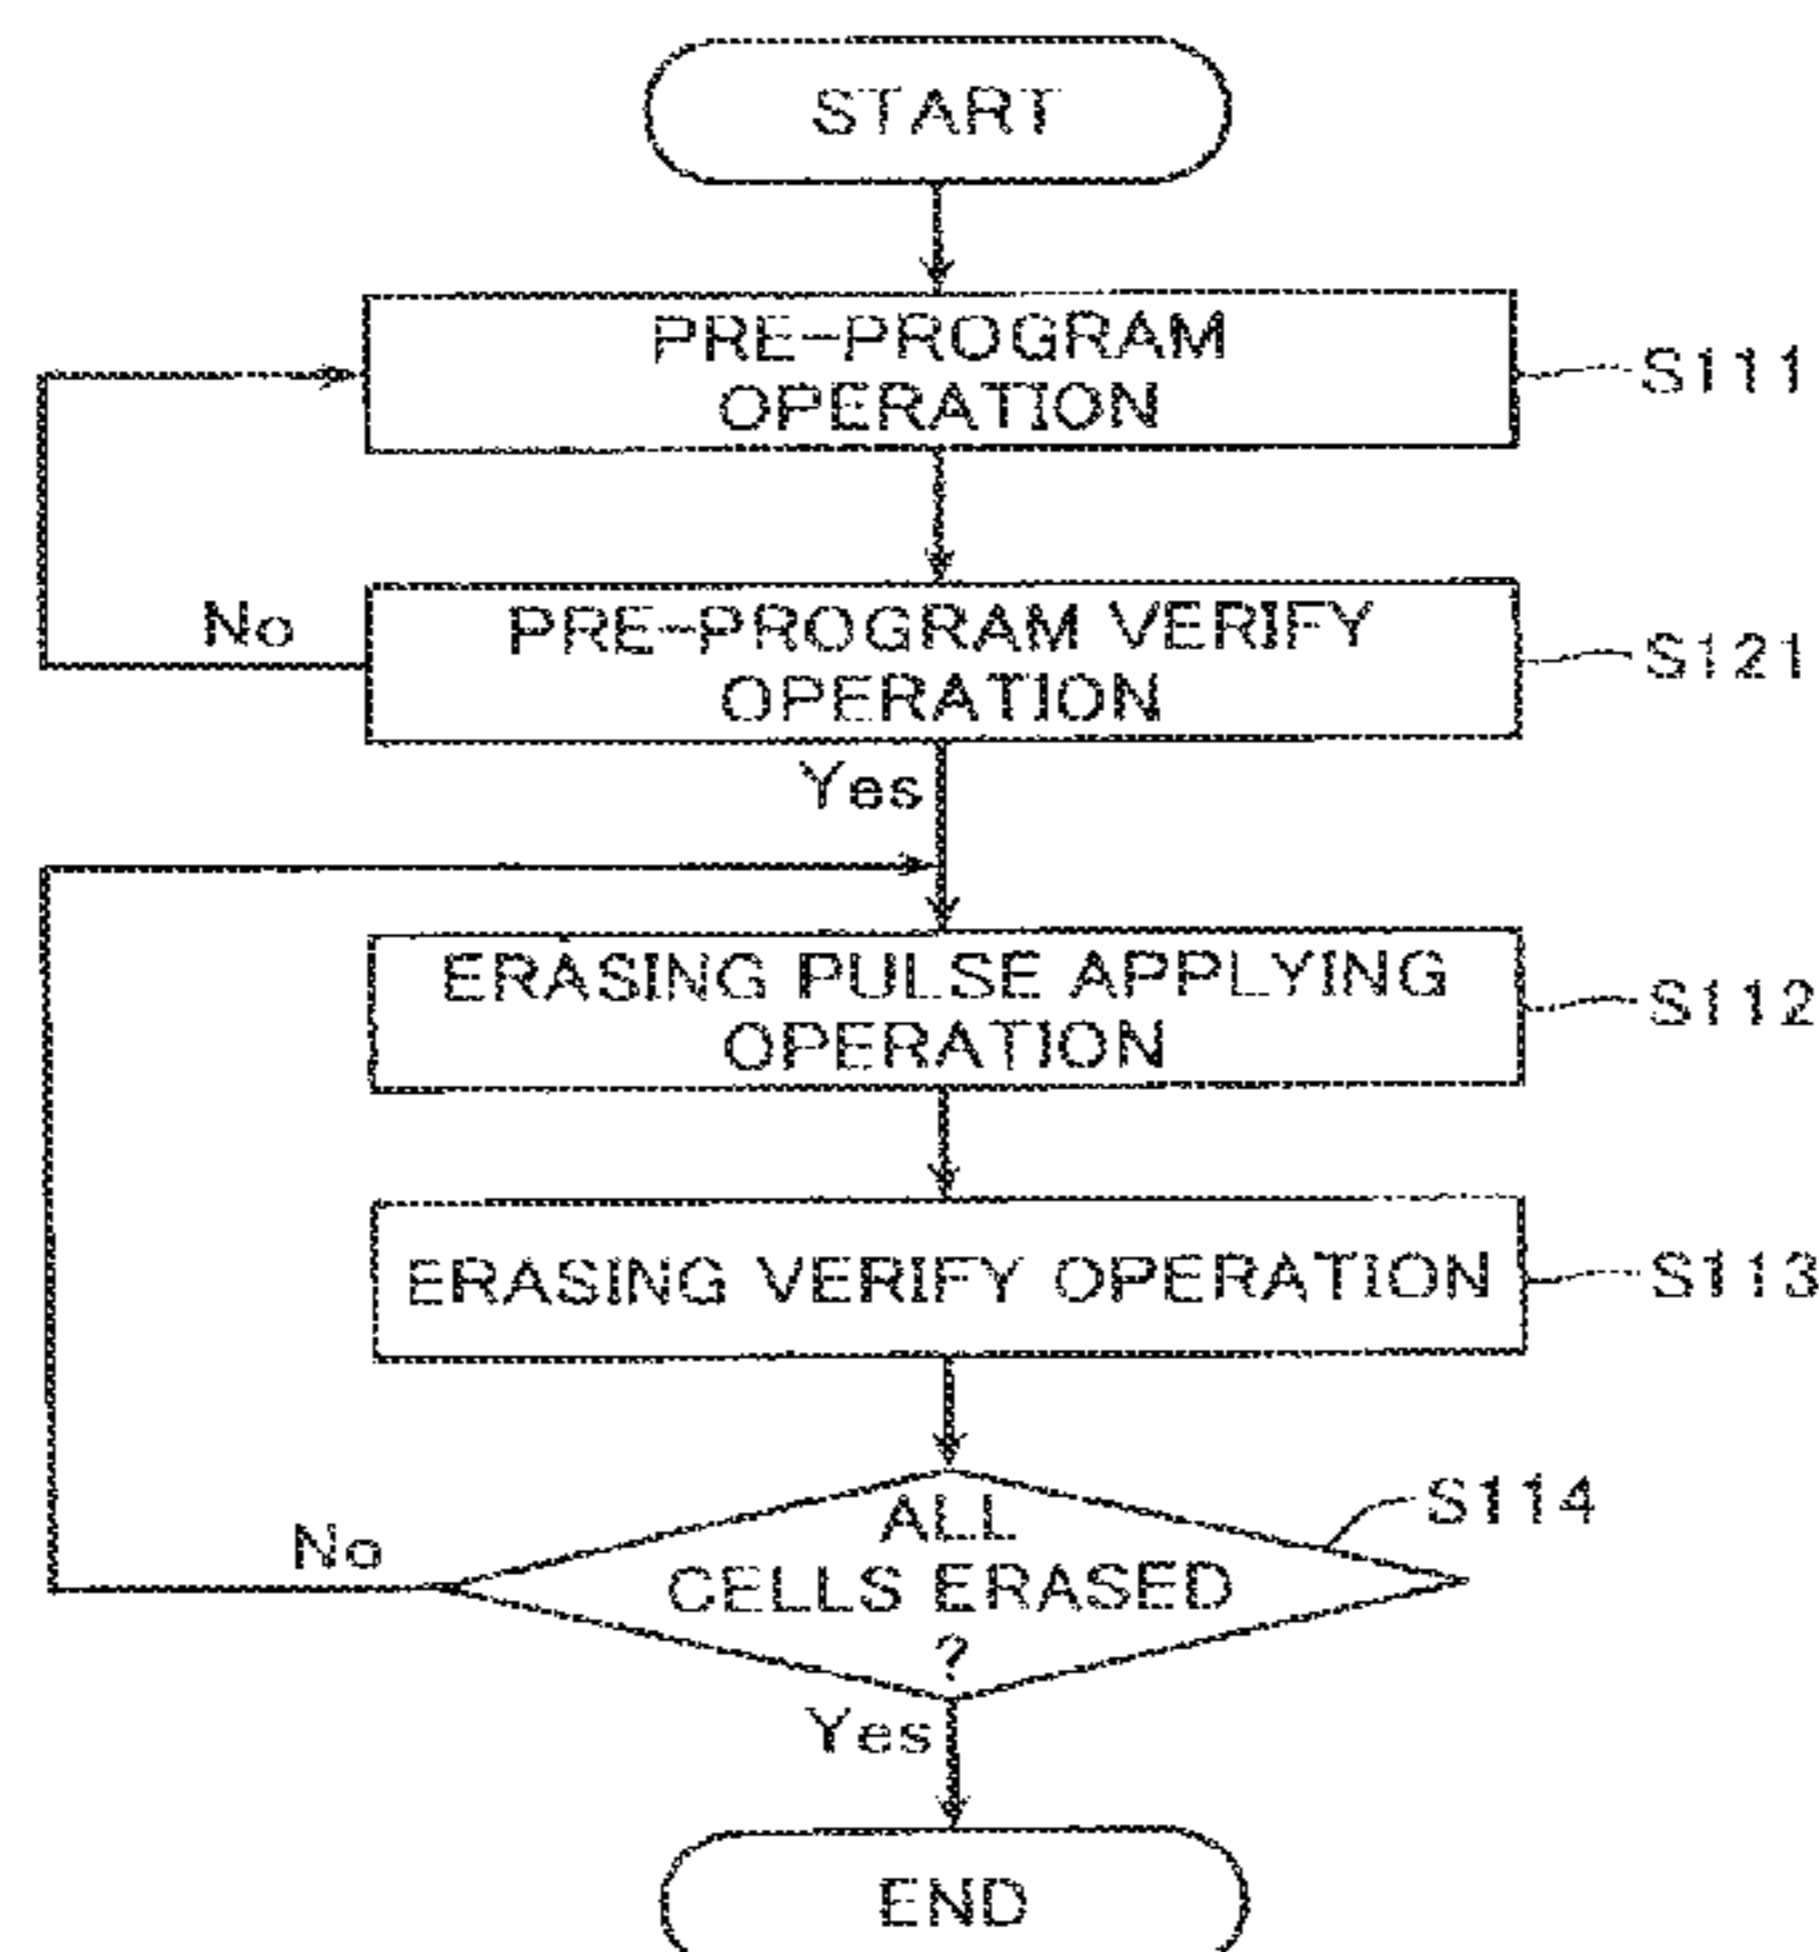 START
PRE-PROGRAM
OPERATION
S111
No
PRE-PROGRAM VERIFY
OPERATION
S121
Yes
ERASING PULSE APPLYING
OPERATION
S112
ERASING VERIFY OPERATION
S113
ALL
CELLS ERASED
?
S114
No
Yes
END